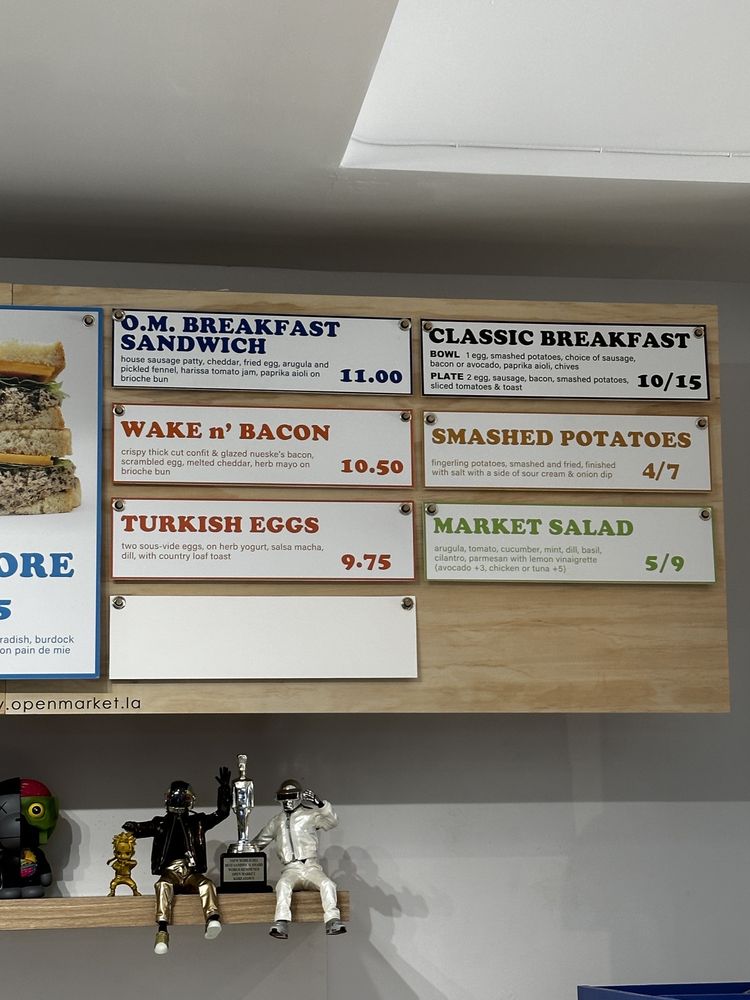 ORE
5
radish, burdock
on pain de mie
O.M. BREAKFAST
SANDWICH
house sausage patty, cheddar, fried egg, arugula and
pickled fennel, harissa tomato jam, paprika aioli on
brioche bun
11.00
WAKE n' BACON
crispy thick cut confit & glazed nueske's bacon,
scrambled egg, melted cheddar, herb mayo on
brioche bun
10.50
TURKISH EGGS
two sous-vide eggs, on herb yogurt, salsa macha,
dill, with country loaf toast
9.75
CLASSIC BREAKFAST
BOWL 1 egg, smashed potatoes, choice of sausage,
bacon or avocado, paprika aioli, chives
PLATE 2 egg, sausage, bacon, smashed potatoes,
sliced tomatoes & toast
10/15
SMASHED POTATOES
fingerling potatoes, smashed and fried, finished
with salt with a side of sour cream & onion dip
4/7
MARKET SALAD
arugula, tomato, cucumber, mint, dill, basil,
cilantro, parmesan with lemon vinaigrette
(avocado +3, chicken or tuna +5)
5/9
.openmarket.la